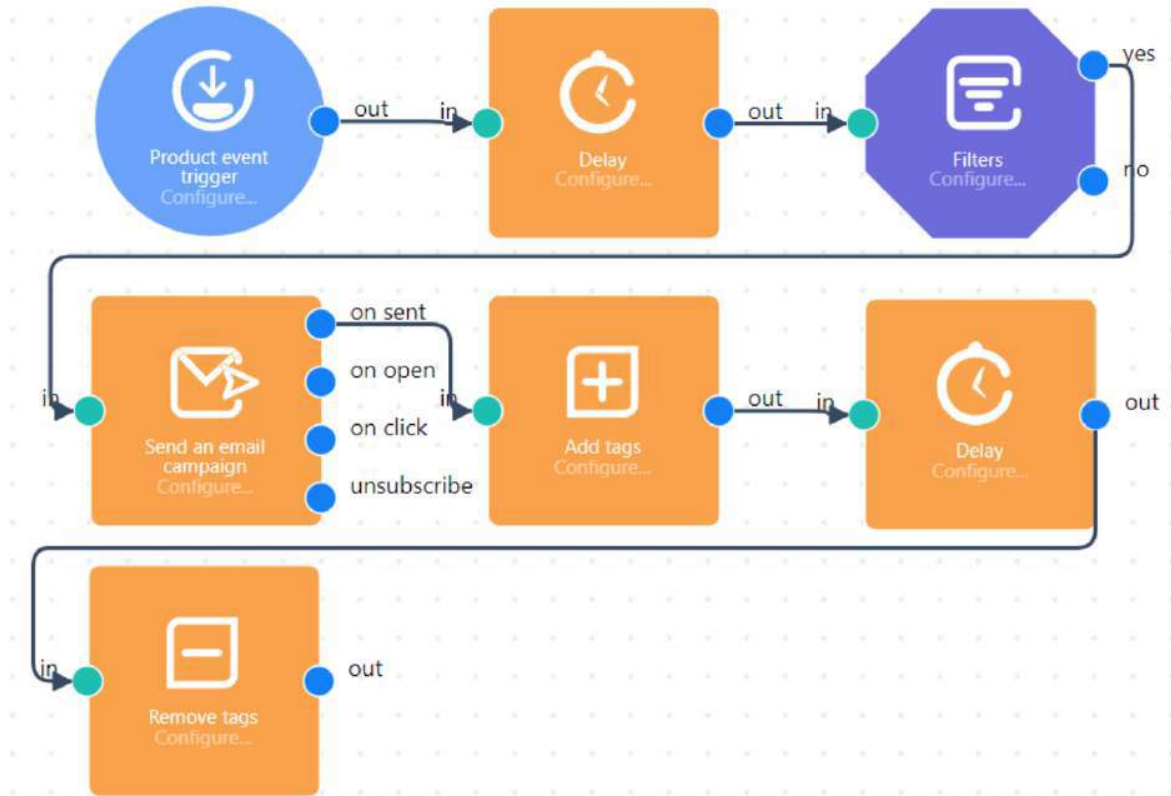 out
in
out
in
yes
no
Product event
trigger
Configure...
Delay
Configure...
Filters
Configure...
in
on sent
on open
on click
unsubscribe
in
out
in
out
Send an email
campaign
Configure...
Add tags
Configure...
Delay
Configure...
in
out
Remove tags
Configure...